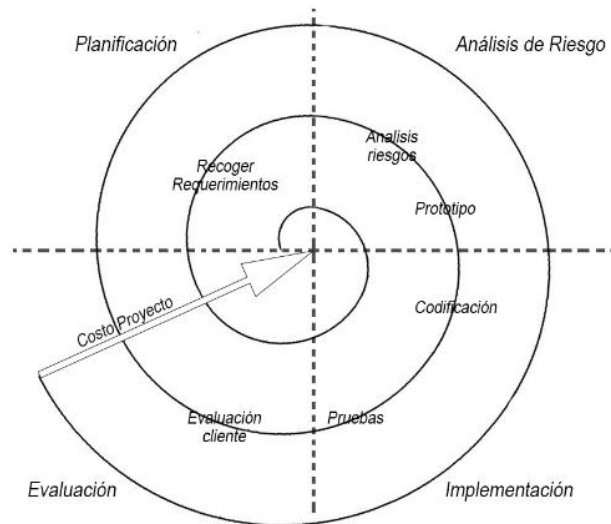 Planificación
Análisis de Riesgo
Analisis
riesgos
Recoger
Requerimientos
Prototipo
Costo Proyecto
Codificación
Evaluación
cliente
Pruebas
Evaluación
Implementación